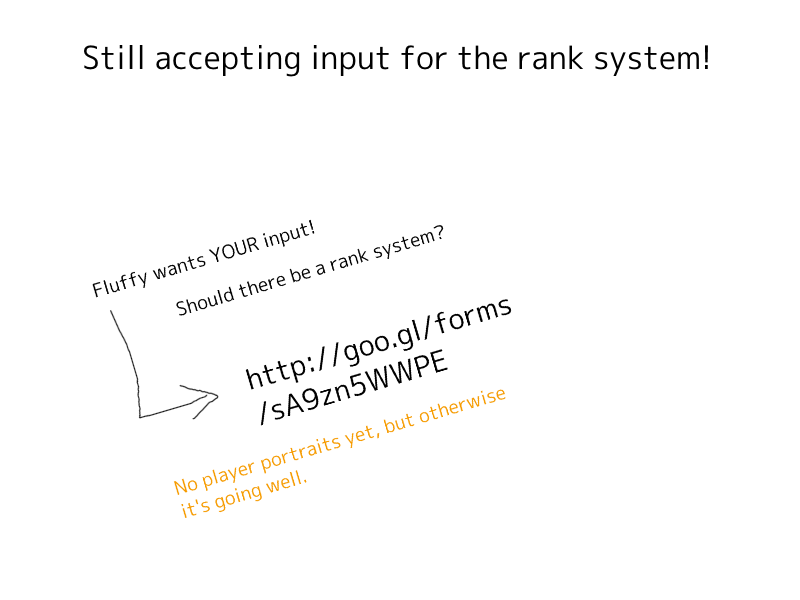 Still accepting input for the rank system!
Fluffy wants YOUR input!
Should there be a rank system?
http://goo.gl/forms
/sA9zn5WWPE
No player portraits yet, but otherwise
it's going well.